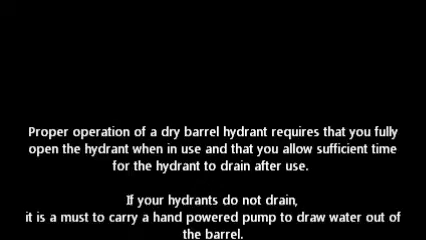 Proper operation of a dry barrel hydrant requires that you fully
open the hydrant when in use and that you allow sufficient time
for the hydrant to drain after use.
If your hydrants do not drain,
it is a must to carry a hand powered pump to draw water out of
the barrel.